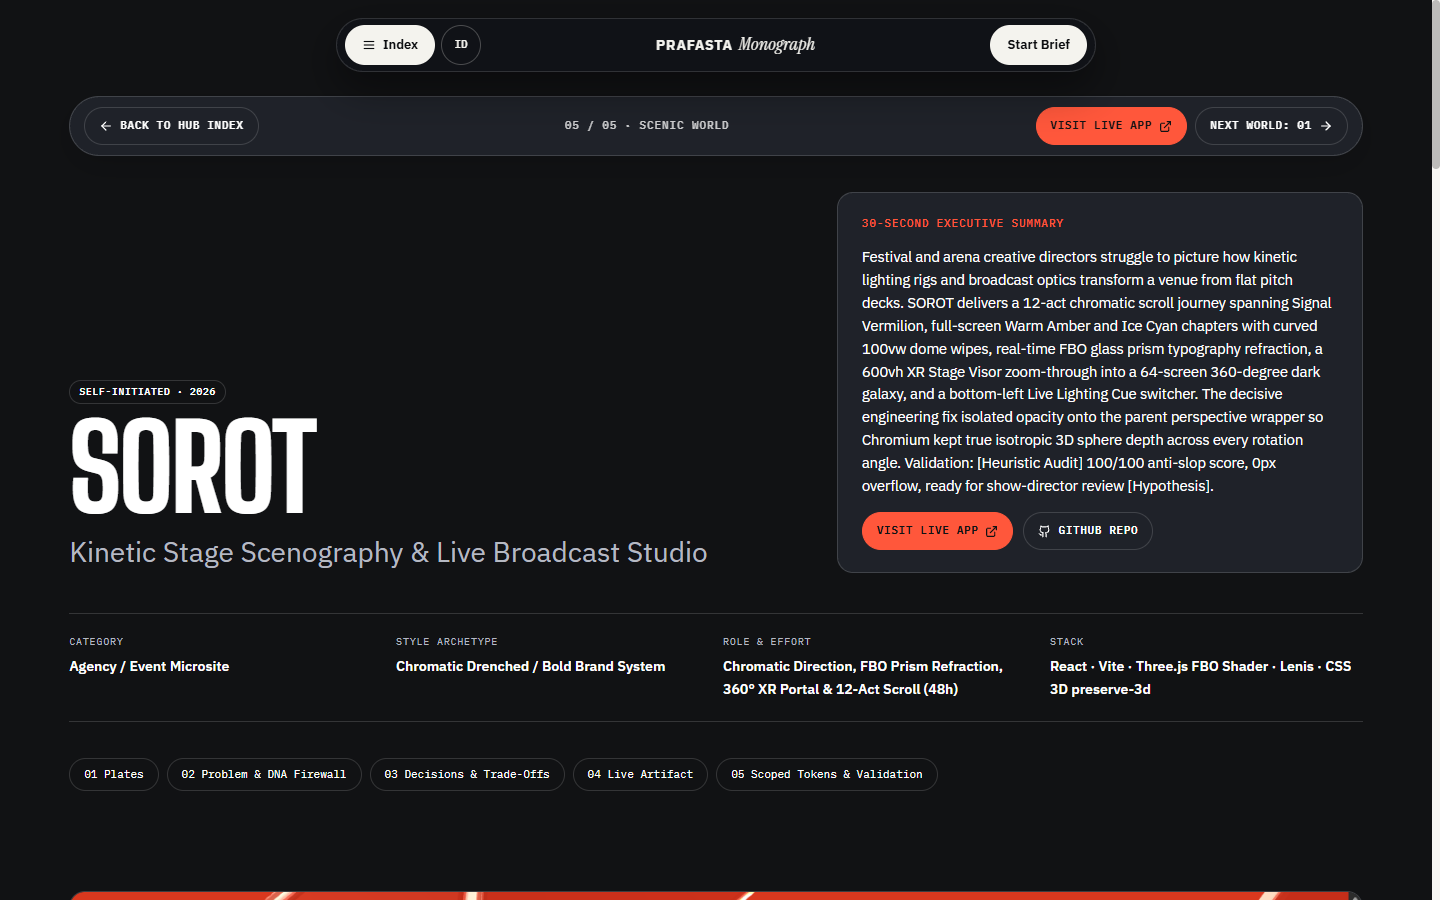 Index
ID
PRAFASTA Monograph
Start Brief
BACK TO HUB INDEX
05 / 05 · SCENIC WORLD
VISIT LIVE APP
NEXT WORLD: 01
30-SECOND EXECUTIVE SUMMARY
Festival and arena creative directors struggle to picture how kinetic
lighting rigs and broadcast optics transform a venue from flat pitch
decks. SOROT delivers a 12-act chromatic scroll journey spanning Signal
Vermilion, full-screen Warm Amber and Ice Cyan chapters with curved
100vw dome wipes, real-time FBO glass prism typography refraction, a
600vh XR Stage Visor zoom-through into a 64-screen 360-degree dark
galaxy, and a bottom-left Live Lighting Cue switcher. The decisive
engineering fix isolated opacity onto the parent perspective wrapper so
Chromium kept true isotropic 3D sphere depth across every rotation
angle. Validation: [Heuristic Audit] 100/100 anti-slop score, 0px
overflow, ready for show-director review [Hypothesis].
VISIT LIVE APP
GITHUB REPO
SELF-INITIATED · 2026
SOROT
Kinetic Stage Scenography & Live Broadcast Studio
CATEGORY
Agency / Event Microsite
STYLE ARCHETYPE
Chromatic Drenched / Bold Brand System
ROLE & EFFORT
Chromatic Direction, FBO Prism Refraction,
360° XR Portal & 12-Act Scroll (48h)
STACK
React · Vite · Three.js FBO Shader · Lenis · CSS
3D preserve-3d
01 Plates
02 Problem & DNA Firewall
03 Decisions & Trade-Offs
04 Live Artifact
05 Scoped Tokens & Validation